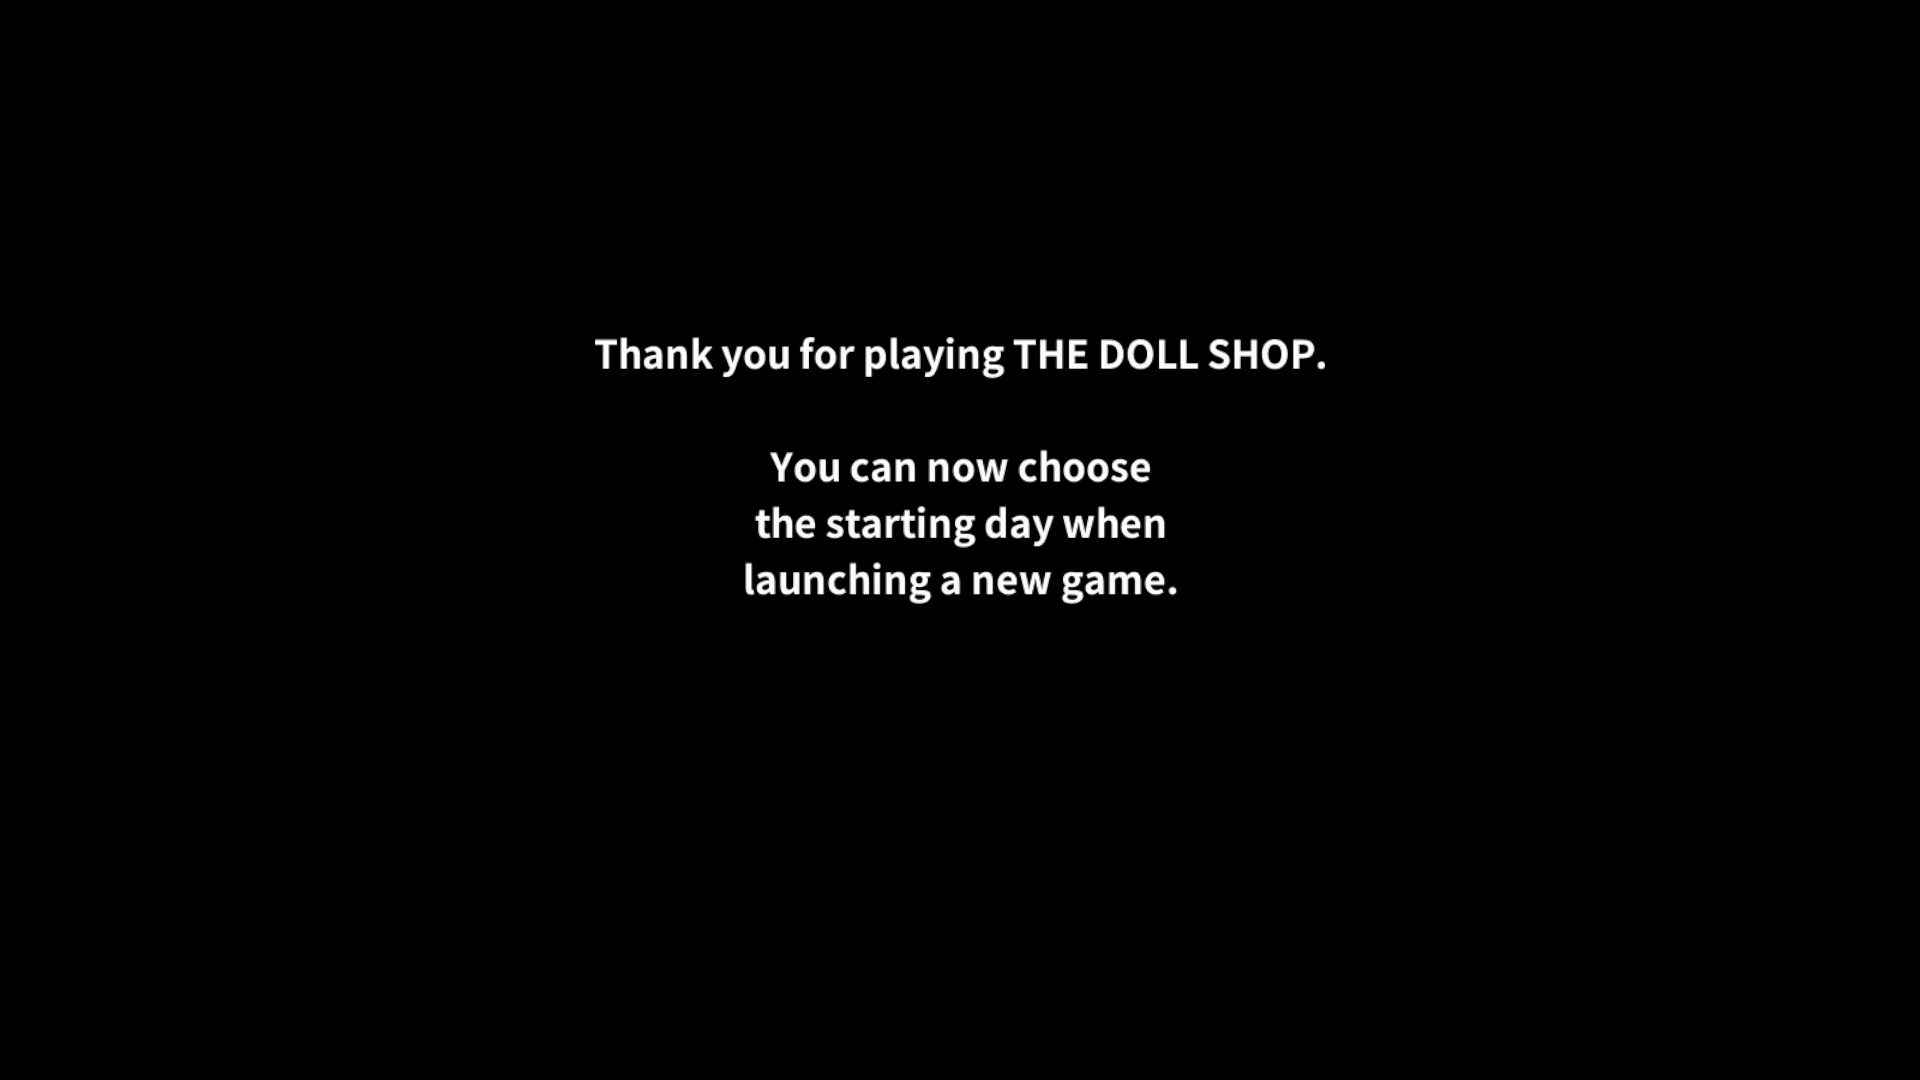 Thank you for playing THE DOLL SHOP.
You can now choose
the starting day when
launching a new game.